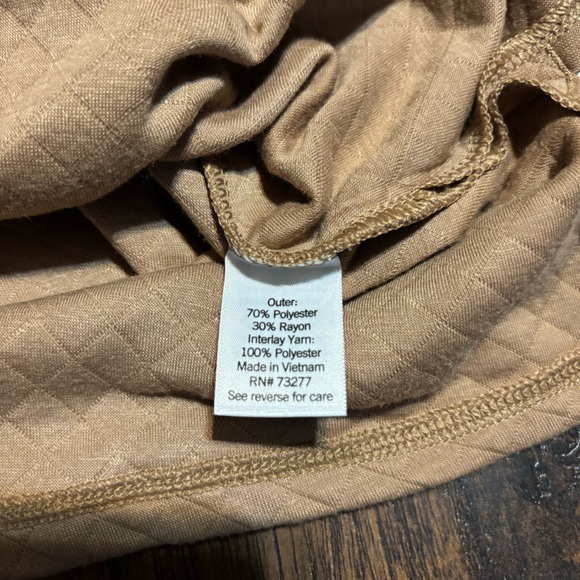 Outer:
70% Polyester
30% Rayon
Interlay Yarn:
100% Polyester
Made in Vietnam
RN# 73277
See reverse for care